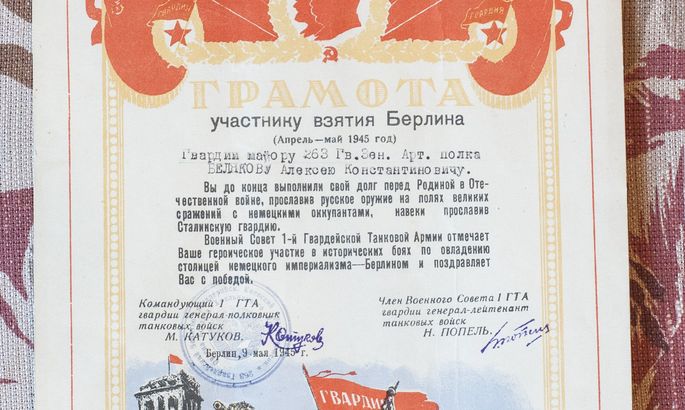 ГВАРДИЯ
ГВАРДИЯ
ГРАМОТА
участнику взятия Берлина
(Апрель—май 1945 год)
Гвардии майору 263 Гв.Зен. Арт. полка
БЕЛЯКОВУ Алексею Константиновичу.
Вы до конца выполнили свой долг перед Родиной в Оте-
чественной войне, прославив русское оружие на полях великих
сражений с немецкими оккупантами, навеки прославив
Сталинскую гвардию.
Военный Совет 1-й Гвардейской Танковой Армии отмечает
Ваше героическое участие в исторических боях по овладению
столицей немецкого империализма—Берлином и поздравляет
Вас с победой.
Командующий I ГТА
гвардии генерал-полковник
танковых войск
М. КАТУКОВ.
Член Военного Совета I ГТА
гвардии генерал-лейтенант
танковых войск
Н. ПОПЕЛЬ.
Берлин, 9 мая 1945 г.
ГВАРДИЯ